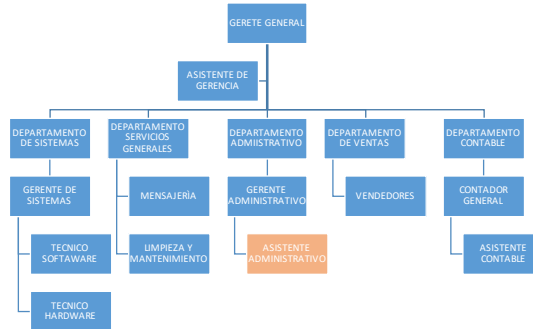 GERETE GENERAL
ASISTENTE DE
GERENCIA
DEPARTAMENTO
DE SISTEMAS
DEPARTAMENTO
SERVICIOS
GENERALES
DEPARTAMENTO
ADMIISTRATIVO
DEPARTAMENTO
DE VENTAS
DEPARTAMENTO
CONTABLE
GERENTE DE
SISTEMAS
MENSAJERÌA
GERENTE
ADMINISTRATIVO
VENDEDORES
CONTADOR
GENERAL
TECNICO
SOFTAWARE
LIMPIEZA Y
MANTENIMIENTO
ASISTENTE
ADMINISTRATIVO
ASISTENTE
CONTABLE
TECNICO
HARDWARE